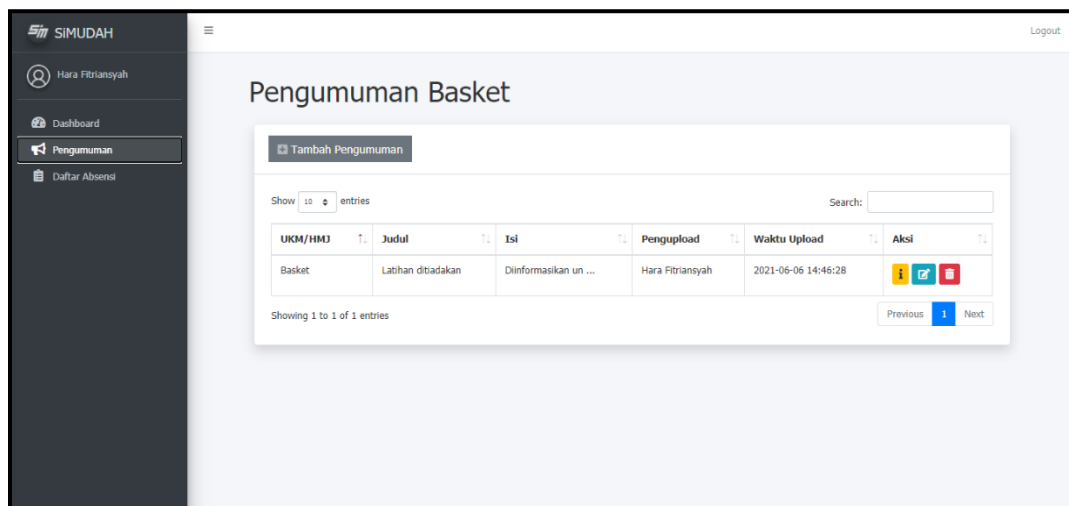 Sim SiMUDAH
Logout
Hara Fitriansyah
Dashboard
Pengumuman
Daftar Absensi
Pengumuman Basket
Tambah Pengumuman
Show 10 entries Search:
UKM/HMJ Judul Isi Pengupload Waktu Upload Aksi
Basket Latihan ditiadakan Diinformasikan un ... Hara Fitriansyah 2021-06-06 14:46:28
Showing 1 to 1 of 1 entries Previous 1 Next